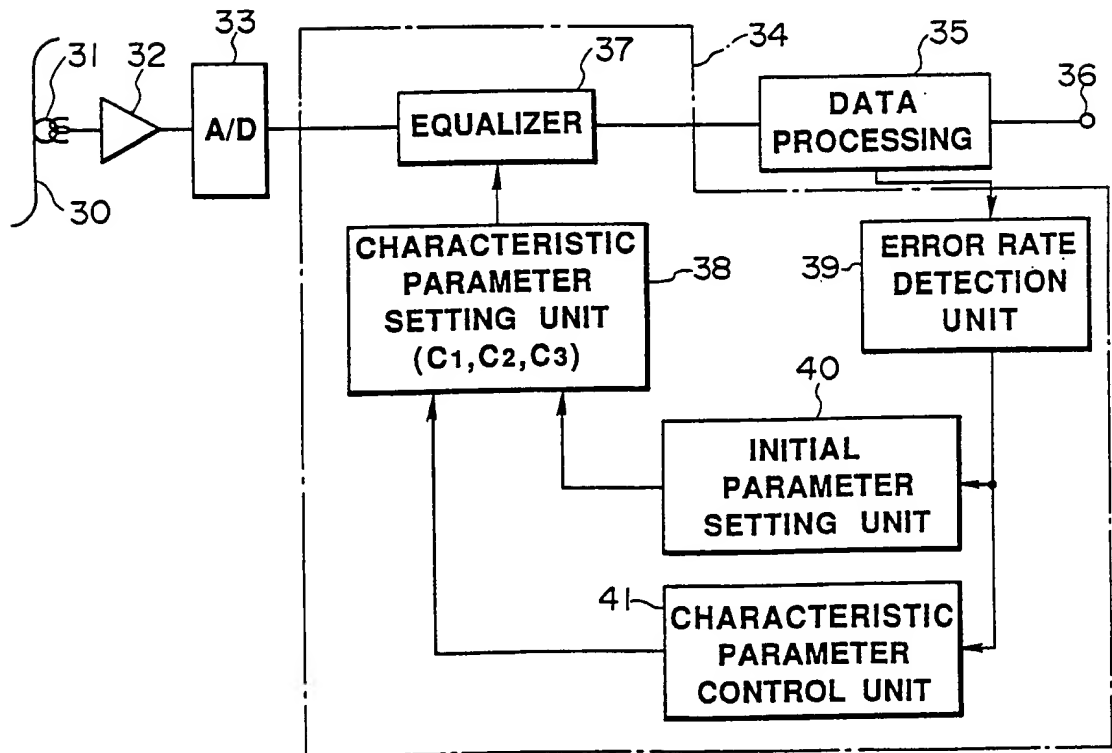 33
34
35
31
32
37
36
A/D
EQUALIZER
DATA
PROCESSING
30
CHARACTERISTIC
PARAMETER
SETTING UNIT
(C1,C2,C3)
38
39
ERROR RATE
DETECTION
UNIT
40
INITIAL
PARAMETER
SETTING UNIT
41
CHARACTERISTIC
PARAMETER
CONTROL UNIT